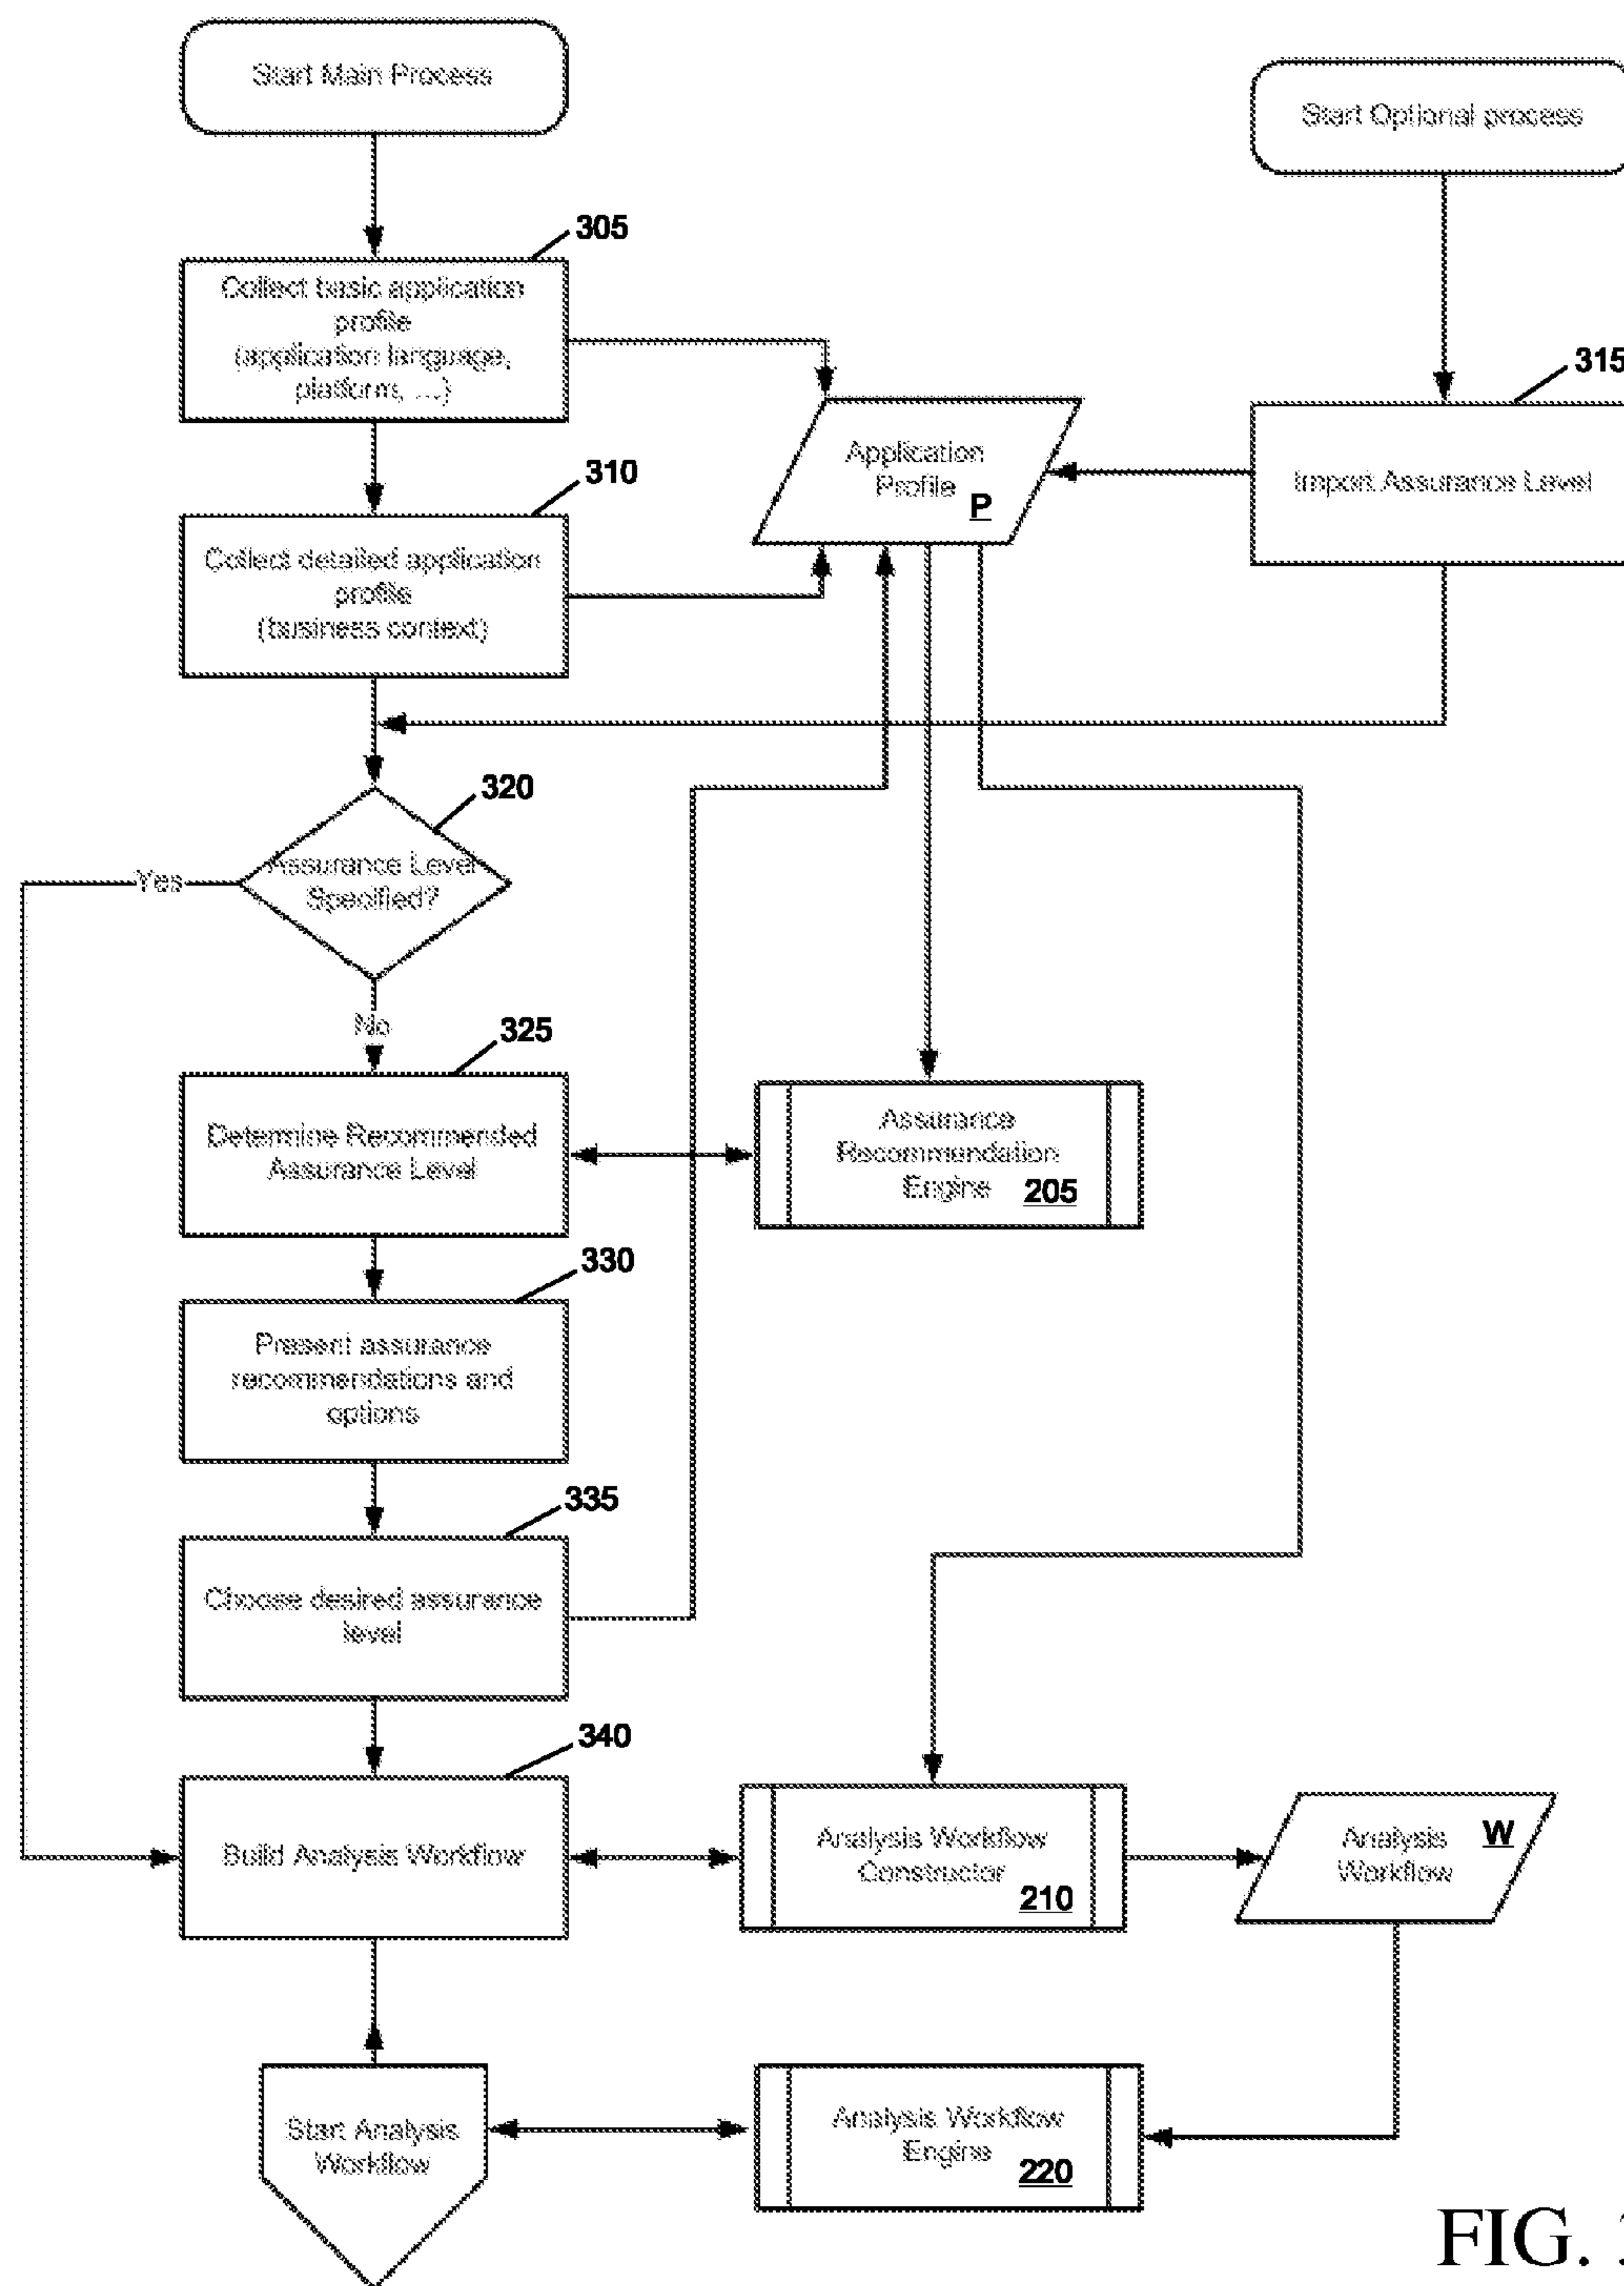 Start Main Process
Start Optional process
305
Collect basic application
profile
(application language,
platform, ...)
315
Application
Profile
P
Import Assurance Level
310
Collect detailed application
profile
(business context)
320
Assurance Level
Specified?
Yes
No
325
Determine Recommended
Assurance Level
Assurance
Recommendation
Engine
205
330
Present assurance
recommendations and
options
335
Choose desired assurance
level
340
Build Analysis Workflow
Analysis Workflow
Constructor
210
Analysis
Workflow
W
Start Analysis
Workflow
Analysis Workflow
Engine
220
FIG.